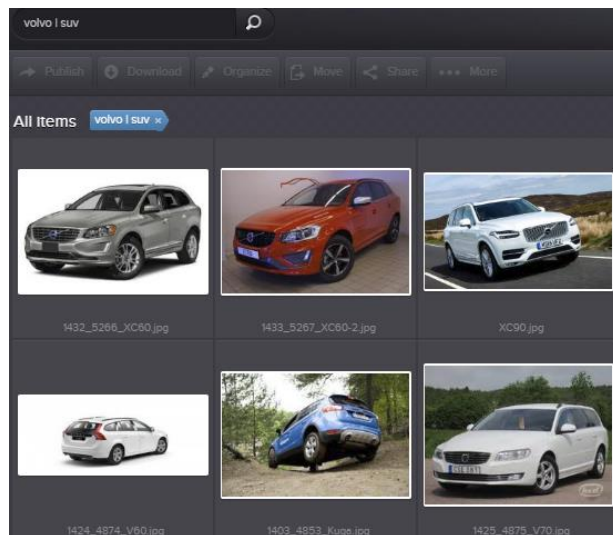 volvo | suv
Publish Download Organize Move Share More
All Items volvo | suv ×
1432_5266_XC60.jpg 1433_5267_XC60-2.jpg XC90.jpg
1424_4874_V60.jpg 1403_4853_Kuga.jpg 1425_4875_V70.jpg